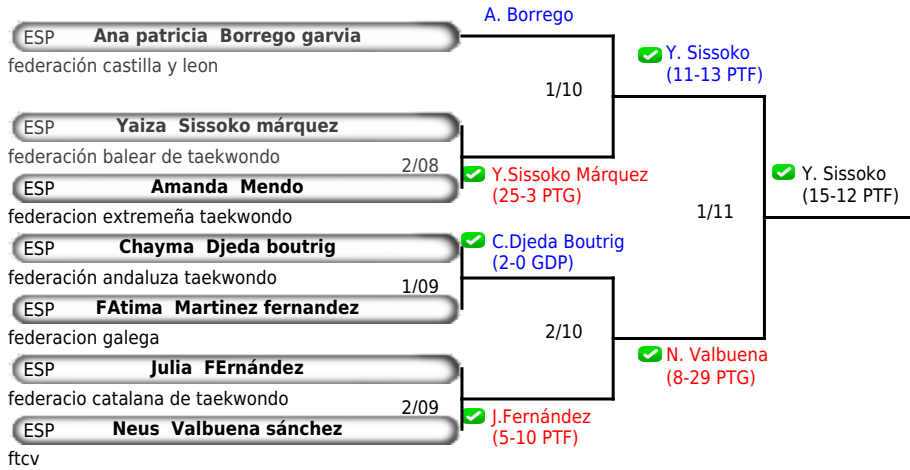 A. Borrego
ESP Ana patricia Borrego garvia
federación castilla y leon
Y. Sissoko
(11-13 PTF)
1/10
ESP Yaiza Sissoko márquez
federación balear de taekwondo
2/08
Y.Sissoko Márquez
(25-3 PTG)
ESP Amanda Mendo
federacion extremeña taekwondo
Y. Sissoko
(15-12 PTF)
1/11
ESP Chayma Djeda boutrig
federación andaluza taekwondo
C.Djeda Boutrig
(2-0 GDP)
1/09
ESP FAtima Martinez fernandez
federacion galega
2/10
N. Valbuena
(8-29 PTG)
ESP Julia FErnández
federacio catalana de taekwondo
2/09
J.Fernández
(5-10 PTF)
ESP Neus Valbuena sánchez
ftcv